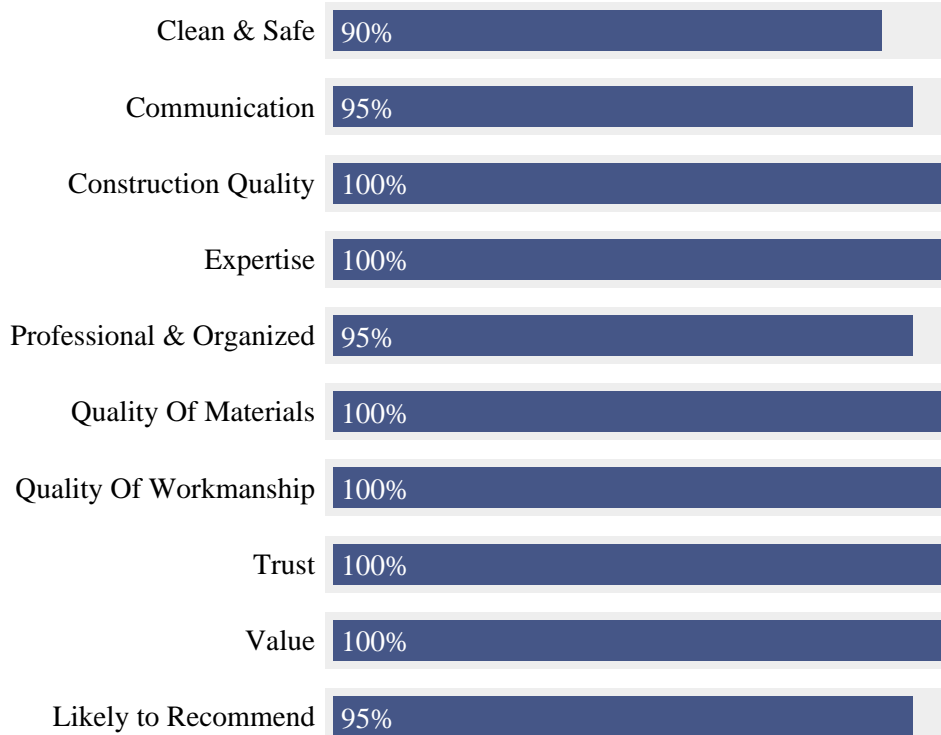 Clean & Safe 90%
Communication 95%
Construction Quality 100%
Expertise 100%
Professional & Organized 95%
Quality Of Materials 100%
Quality Of Workmanship 100%
Trust 100%
Value 100%
Likely to Recommend 95%